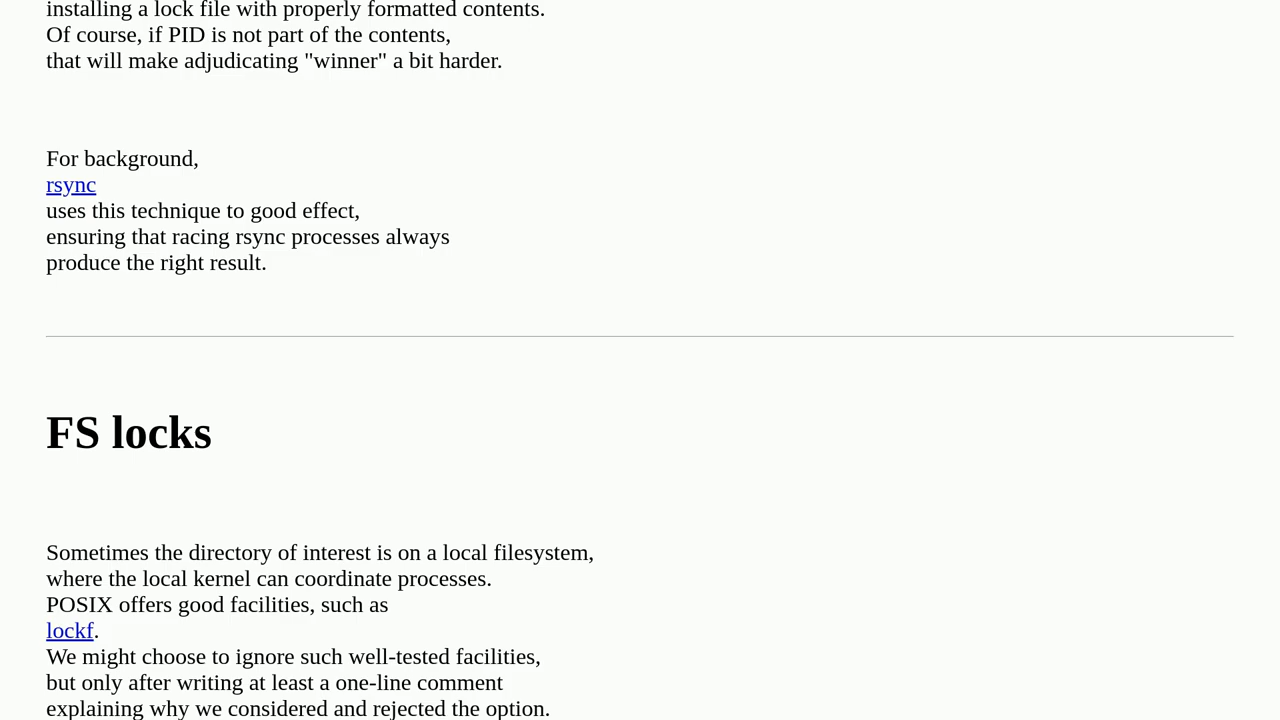 installing a lock file with properly formatted contents.
Of course, if PID is not part of the contents,
that will make adjudicating "winner" a bit harder.
For background,
rsync
uses this technique to good effect,
ensuring that racing rsync processes always
produce the right result.
FS locks
Sometimes the directory of interest is on a local filesystem,
where the local kernel can coordinate processes.
POSIX offers good facilities, such as
lockf.
We might choose to ignore such well-tested facilities,
but only after writing at least a one-line comment
explaining why we considered and rejected the option.